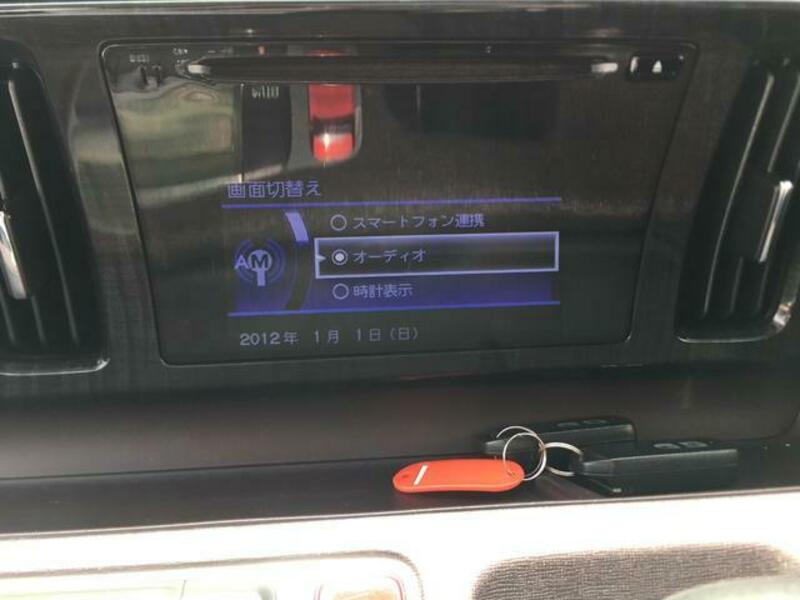 画面切替え
スマートフォン連携
AM
オーディオ
時計表示
2012年 1月 1日(日)